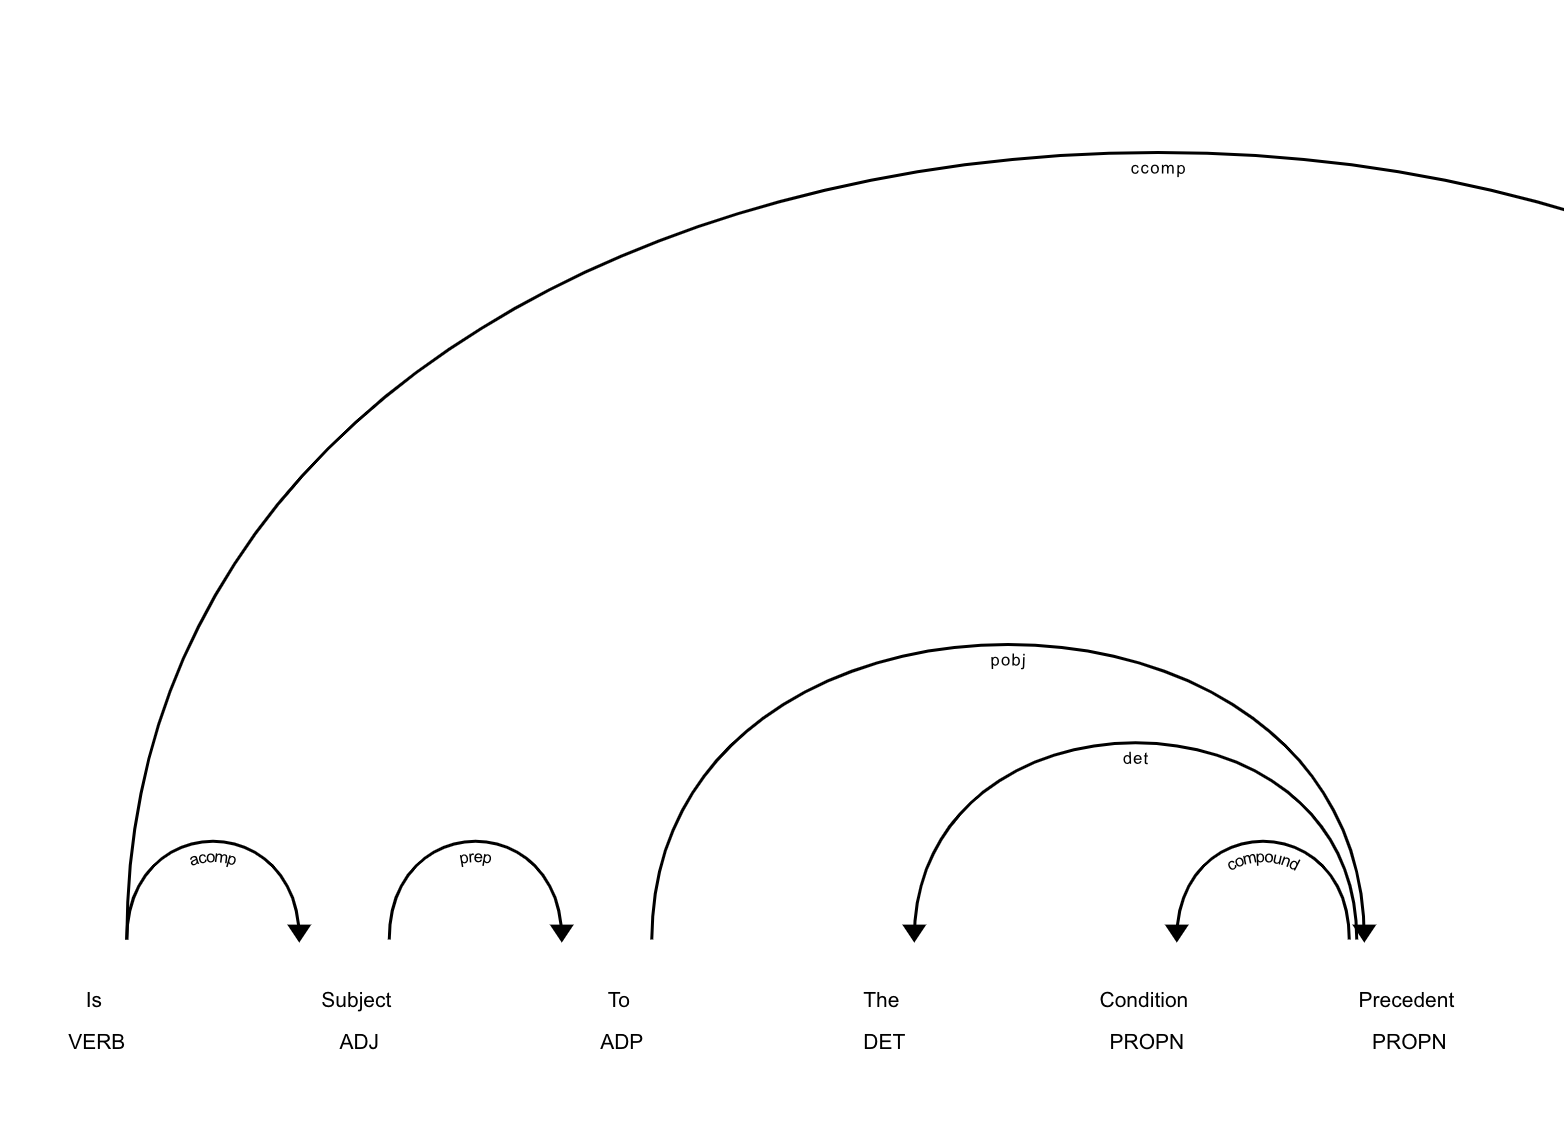 ccomp
pobj
det
acomp prep compound
Is Subject To The Condition Precedent
VERB ADJ ADP DET PROPN PROPN